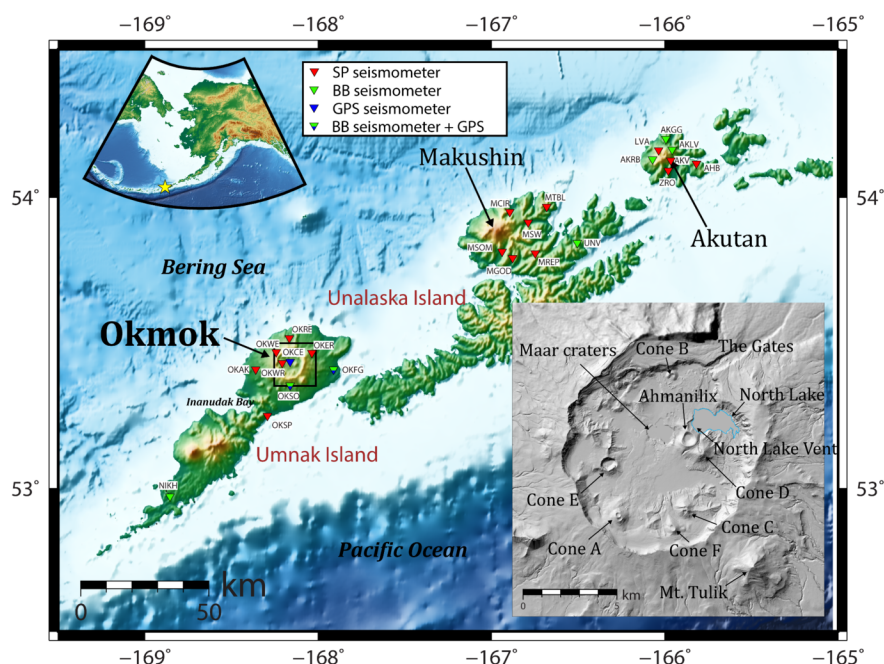 −169 −168 −167 −166 −165
SP seismometer
BB seismometer
GPS seismometer
BB seismometer + GPS
AKGG
LVA
AKLV
AKRB
AKV
AHB
ZRO
Makushin
54°
Akutan
MTBL
MCIR
MSW
UNV
MSOM
MREP
MGOD
Bering Sea
Unalaska Island
Okmok
OKRE
OKWE
OKER
OKCE
OKAK
OKWR
OKFG
OKSO
Inanudak Bay
OKSP
Umnak Island
53°
NIKH
Pacific Ocean
km
0 50
Maar craters
Cone B
The Gates
Ahmanilix
North Lake
North Lake Vent
Cone E
Cone D
Cone C
Cone A
Cone F
Mt. Tulik
0 5
km
−169 −168 −167 −166 −165